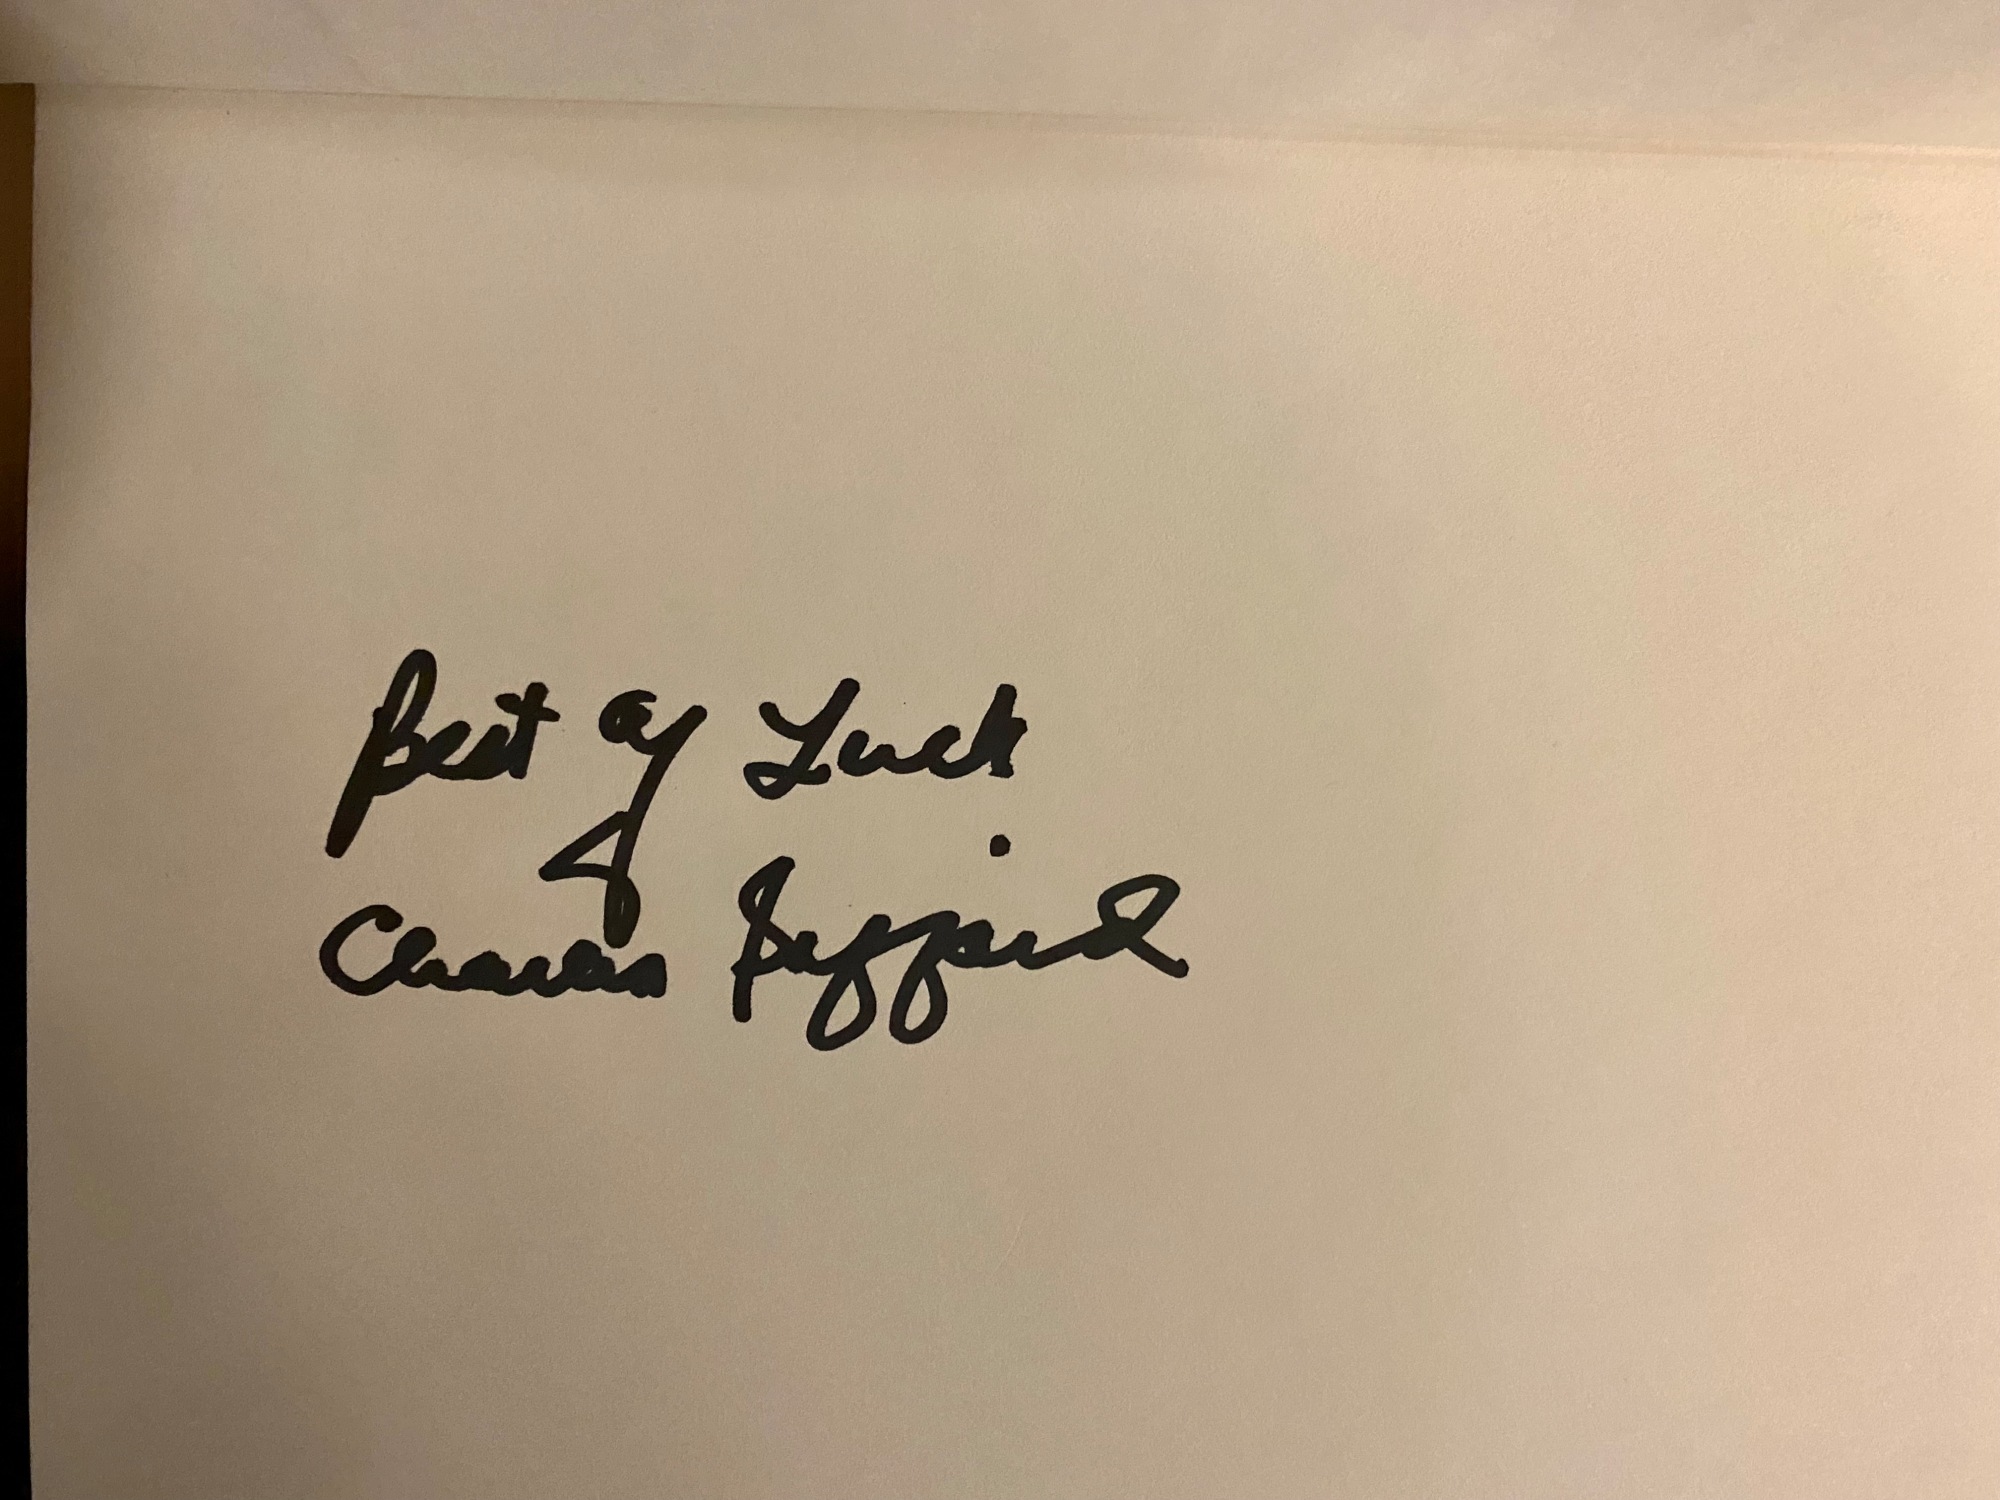 Best of Luck
Charles